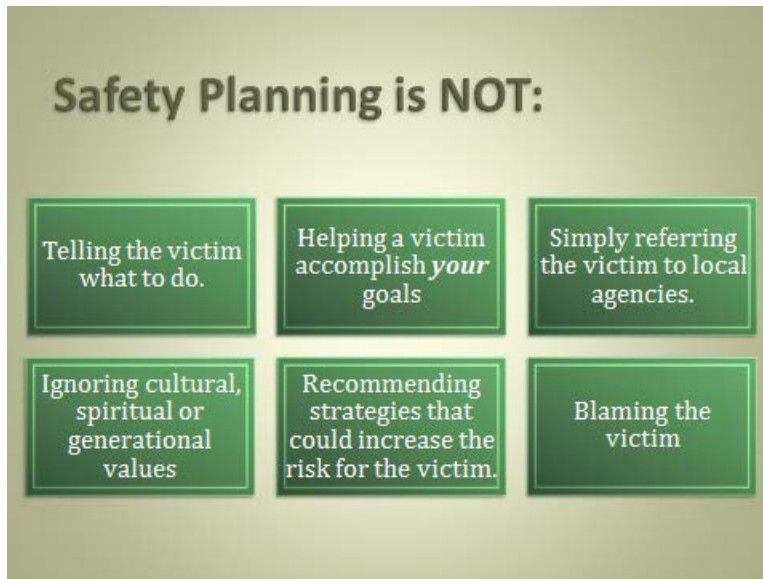 Safety Planning is NOT:
Telling the victim
what to do.
Helping a victim
accomplish your
goals
Simply referring
the victim to local
agencies.
Ignoring cultural,
spiritual or
generational
values
Recommending
strategies that
could increase the
risk for the victim.
Blaming the
victim